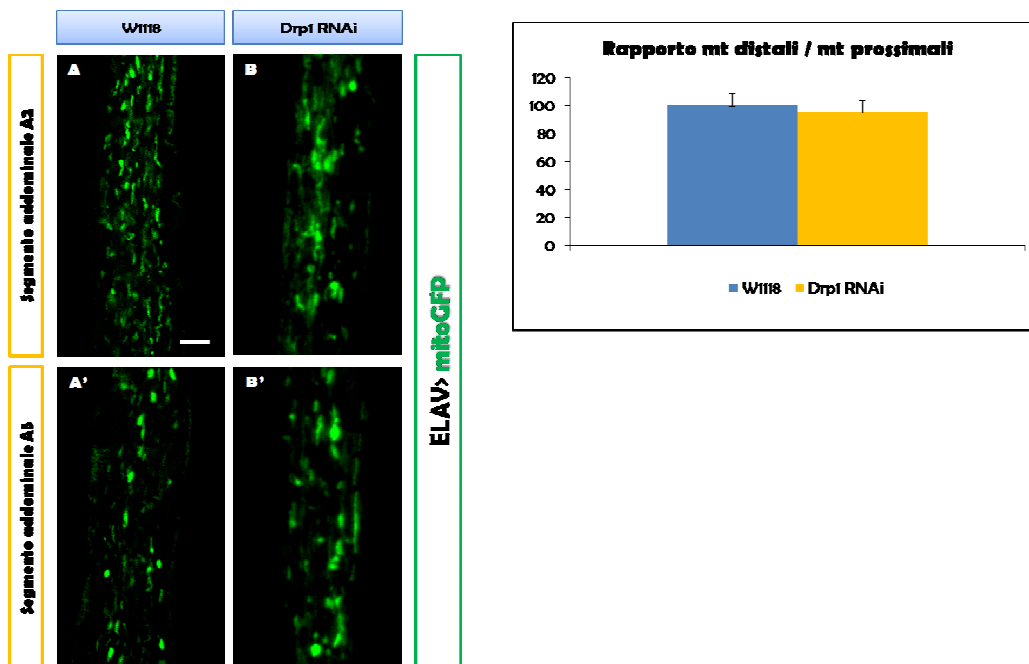 W1118
Drp1 RNAi
Segmento addominale A2
A
B
Segmento addominale A5
A'
B'
ELAV> mitoGFP
Rapporto mt distali / mt prossimali
120
100
80
60
40
20
0
W1118
Drp1 RNAi